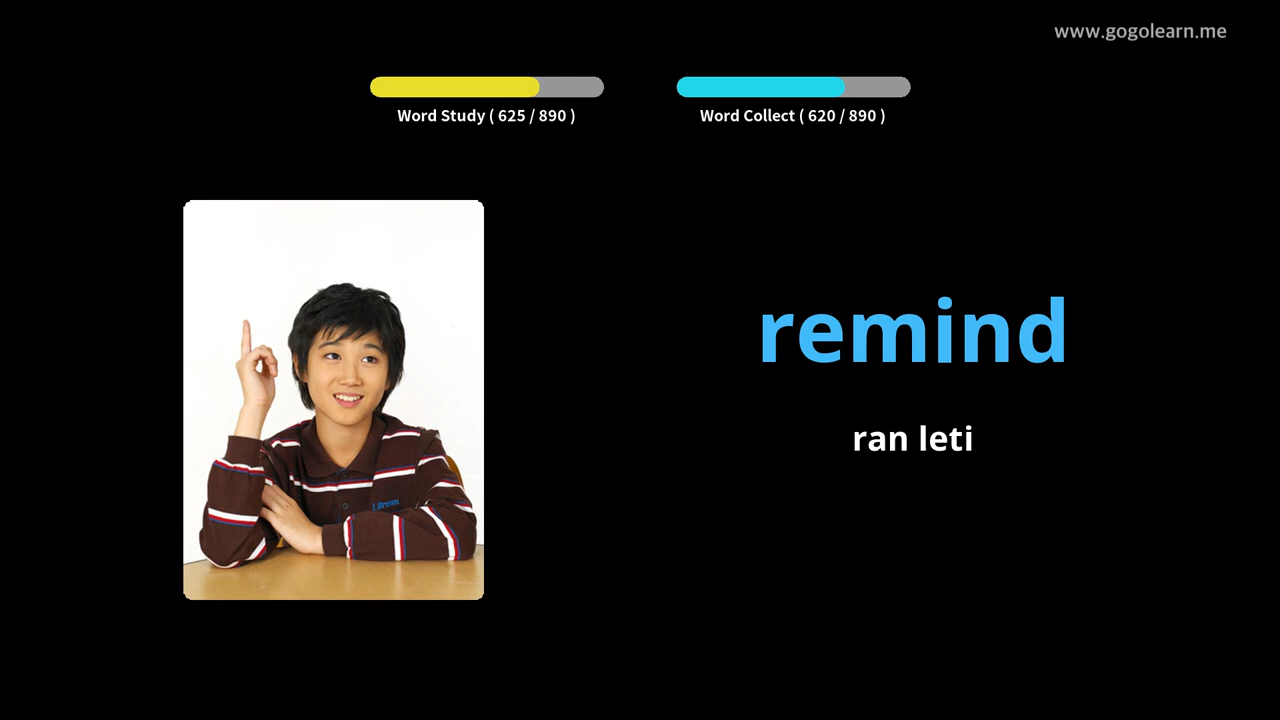 www.gogolearn.me
Word Study ( 625 / 890 )
Word Collect ( 620 / 890 )
remind
ran leti